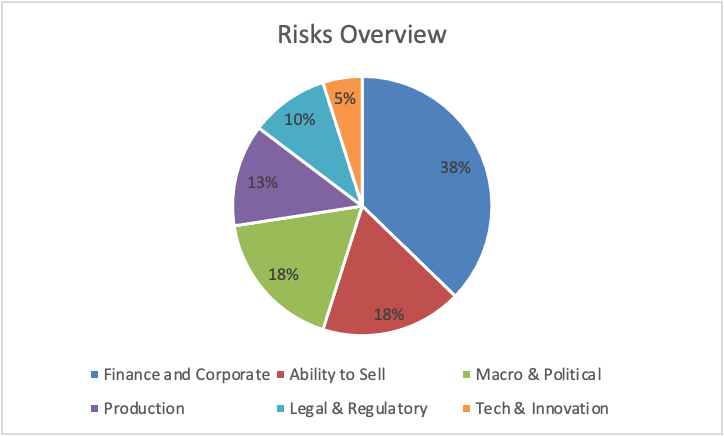 Risks Overview
5%
10%
38%
13%
18%
18%
Finance and Corporate Ability to Sell Macro & Political
Production Legal & Regulatory Tech & Innovation